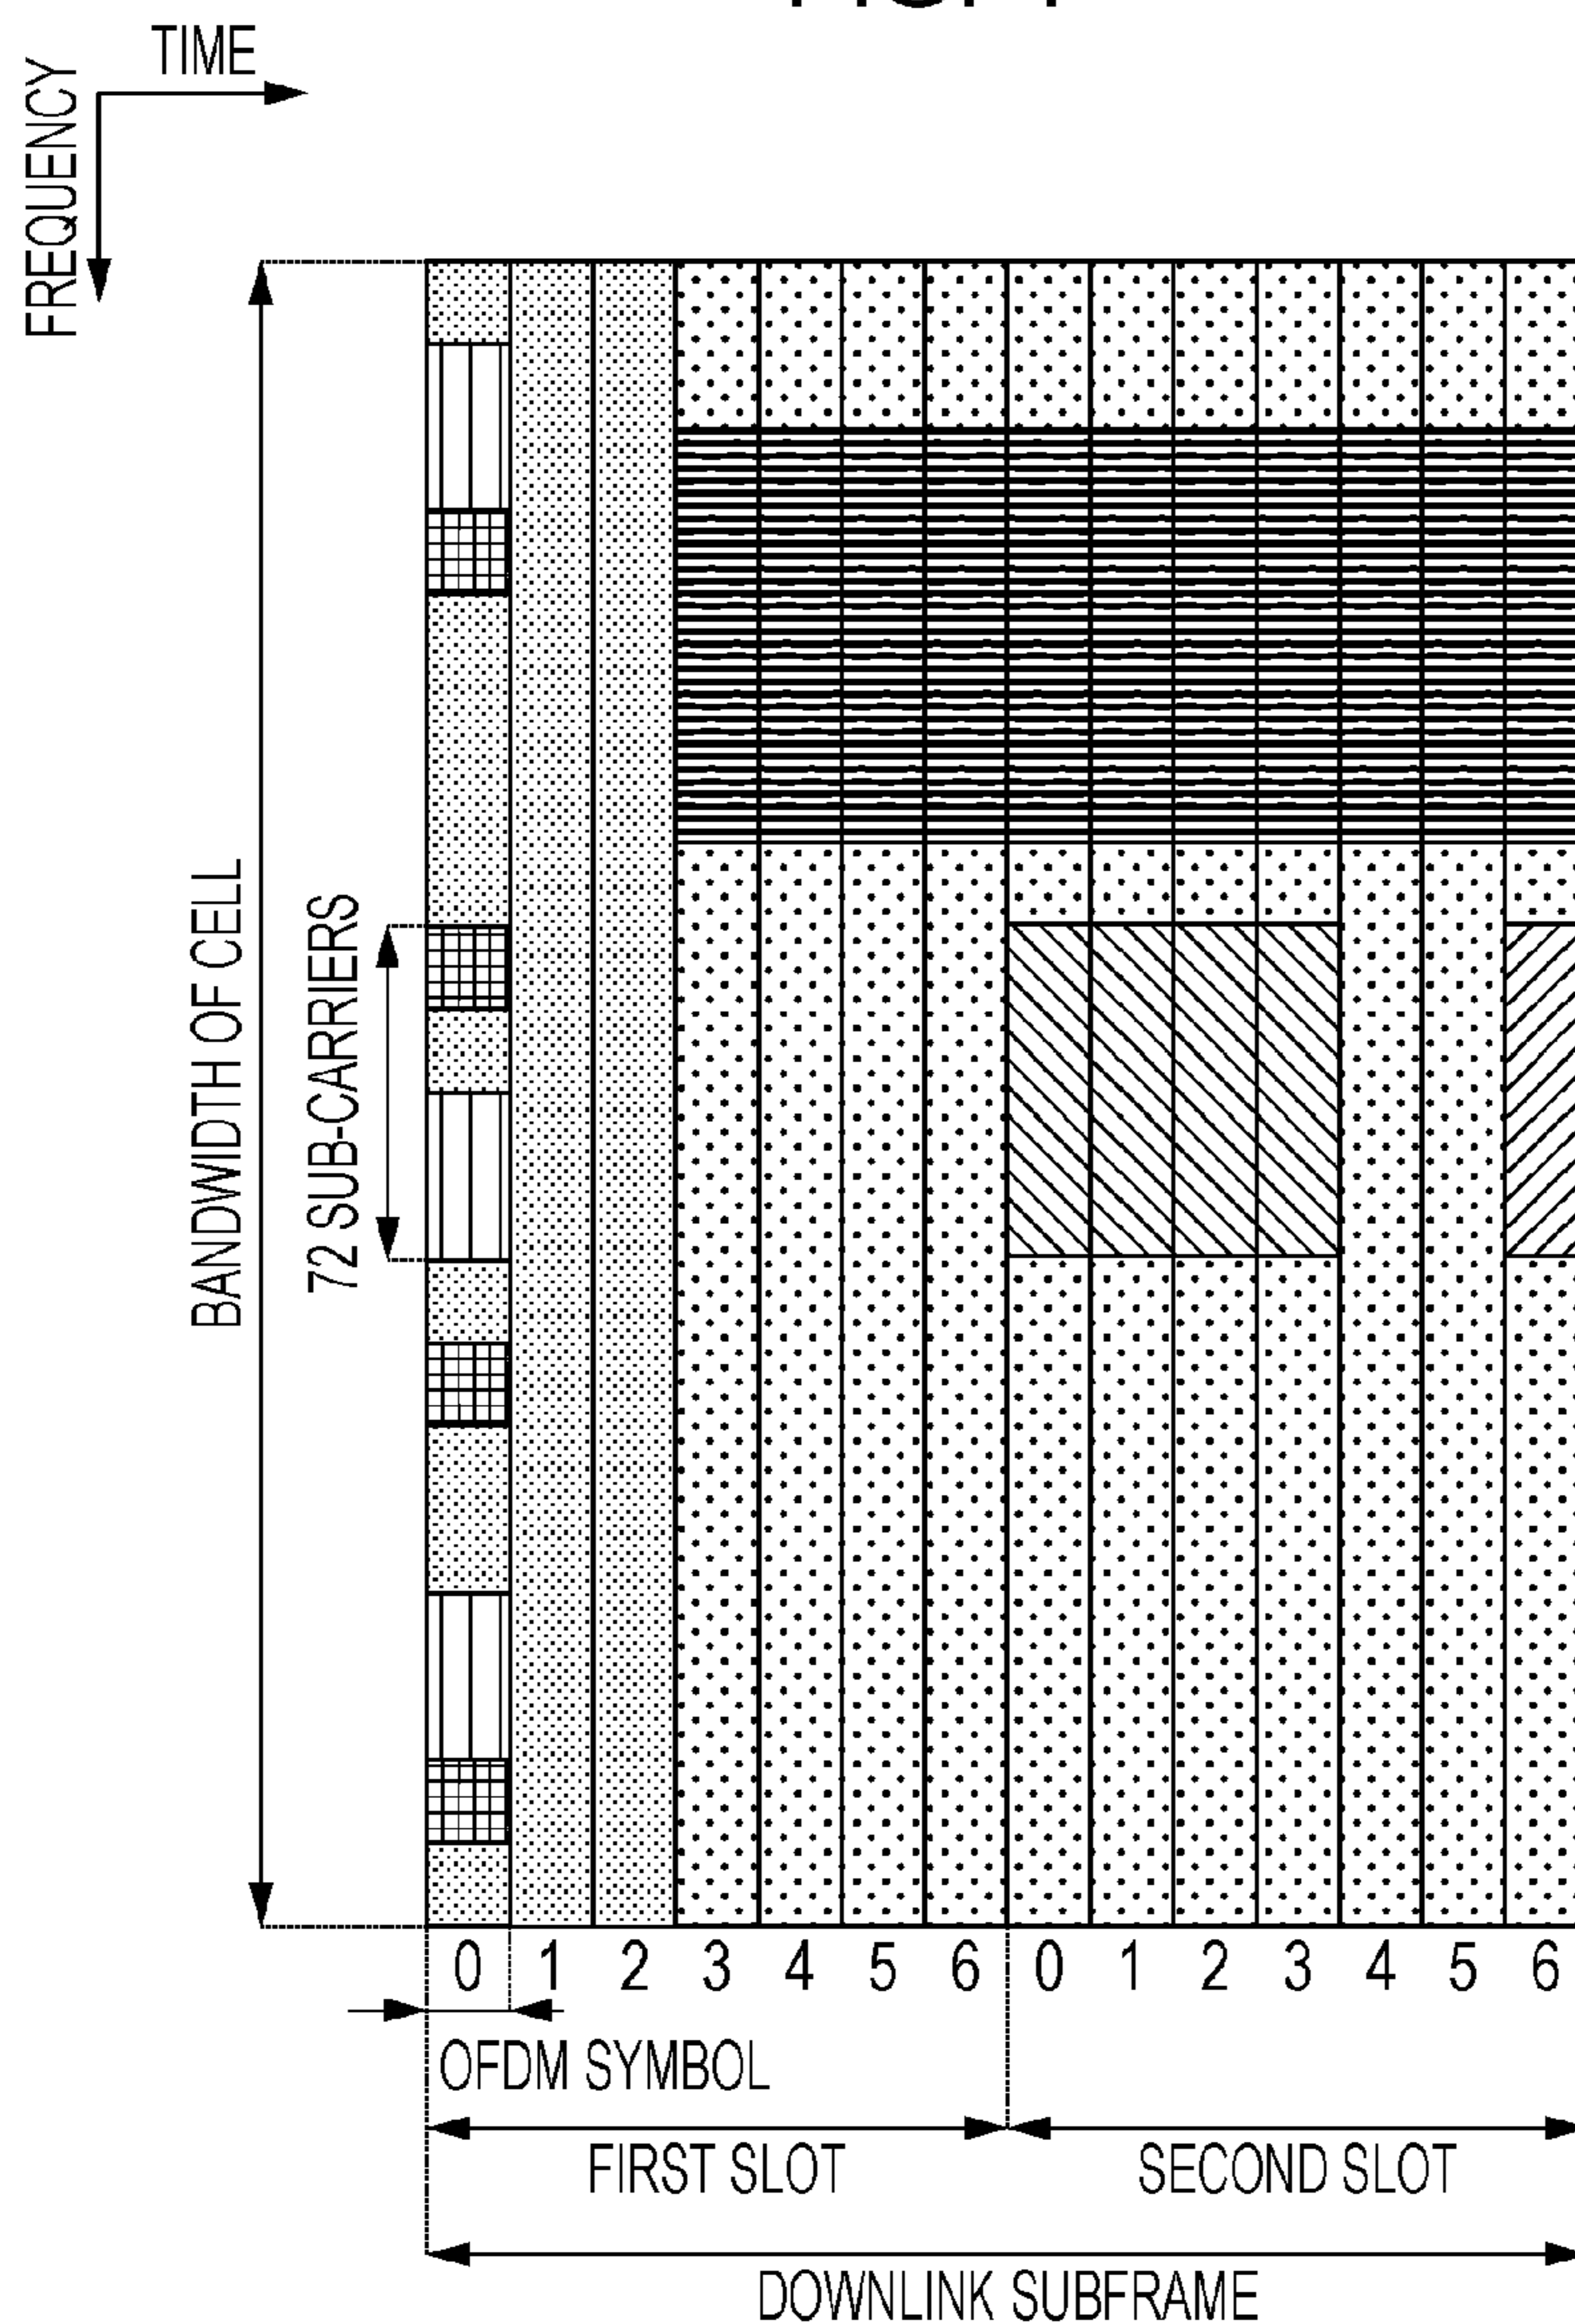 TIME
FREQUENCY
BANDWIDTH OF CELL
72 SUB-CARRIERS
0 1 2 3 4 5 6 0 1 2 3 4 5 6
OFDM SYMBOL
FIRST SLOT
SECOND SLOT
DOWNLINK SUBFRAME